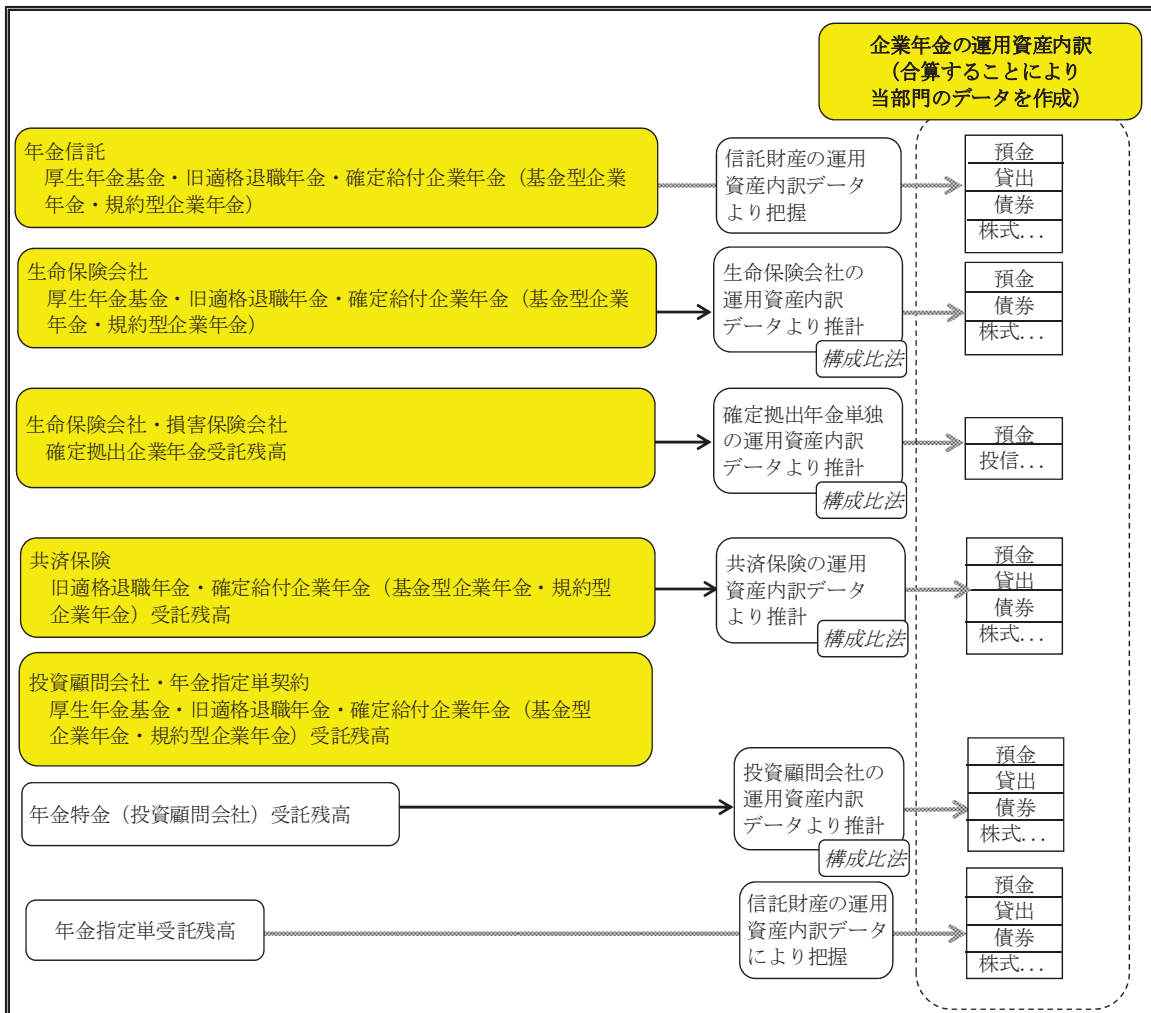 企業年金の運用資産内訳
（合算することにより
当部門のデータを作成）
年金信託
厚生年金基金・旧適格退職年金・確定給付企業年金（基金型企業
年金・規約型企業年金）
信託財産の運用
資産内訳データ
より把握
預金
貸出
債券
株式...
生命保険会社
厚生年金基金・旧適格退職年金・確定給付企業年金（基金型企業
年金・規約型企業年金）
生命保険会社の
運用資産内訳
データより推計
構成比法
預金
債券
株式...
生命保険会社・損害保険会社
確定拠出企業年金受託残高
確定拠出年金単独
の運用資産内訳
データより推計
構成比法
預金
投信...
共済保険
旧適格退職年金・確定給付企業年金（基金型企業年金・規約型
企業年金）受託残高
共済保険の運用
資産内訳データ
より推計
構成比法
預金
貸出
債券
株式...
投資顧問会社・年金指定単契約
厚生年金基金・旧適格退職年金・確定給付企業年金（基金型
企業年金・規約型企業年金）受託残高
年金特金（投資顧問会社）受託残高
投資顧問会社の
運用資産内訳
データより推計
構成比法
預金
貸出
債券
株式...
年金指定単受託残高
信託財産の運用
資産内訳データ
により把握
預金
貸出
債券
株式...